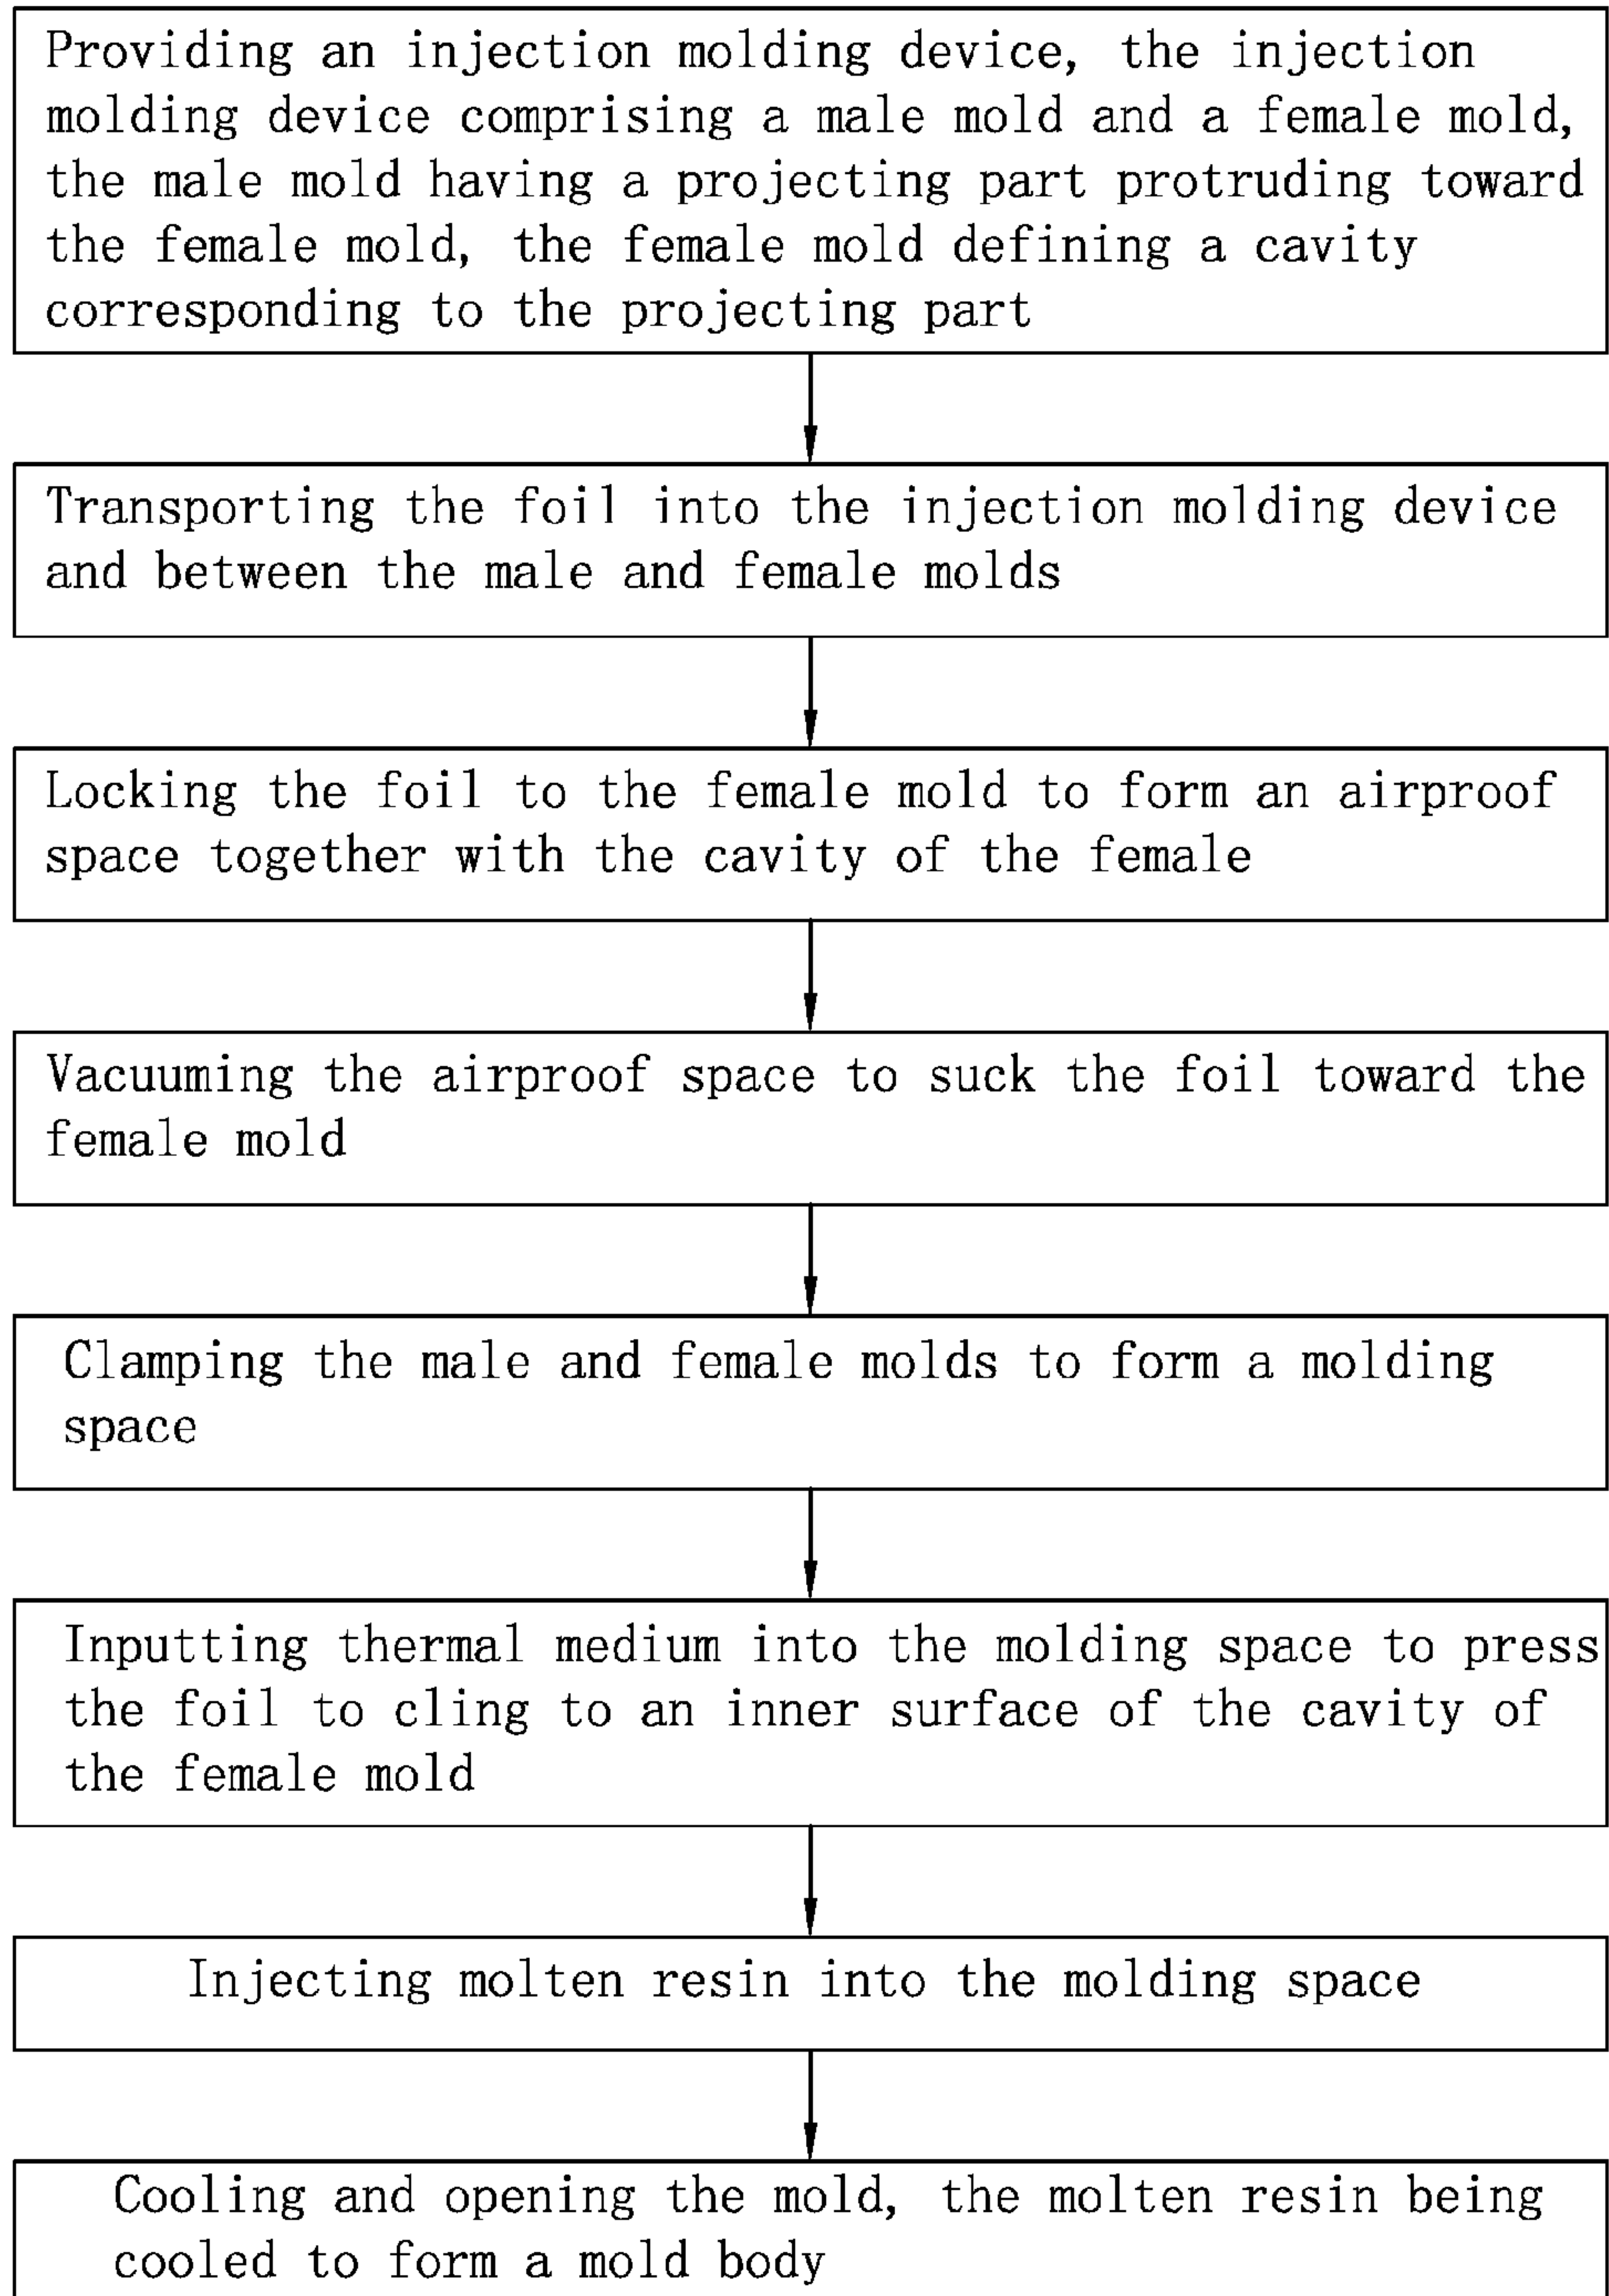 Providing an injection molding device, the injection
molding device comprising a male mold and a female mold,
the male mold having a projecting part protruding toward
the female mold, the female mold defining a cavity
corresponding to the projecting part
Transporting the foil into the injection molding device
and between the male and female molds
Locking the foil to the female mold to form an airproof
space together with the cavity of the female
Vacuuming the airproof space to suck the foil toward the
female mold
Clamping the male and female molds to form a molding
space
Inputting thermal medium into the molding space to press
the foil to cling to an inner surface of the cavity of
the female mold
Injecting molten resin into the molding space
Cooling and opening the mold, the molten resin being
cooled to form a mold body